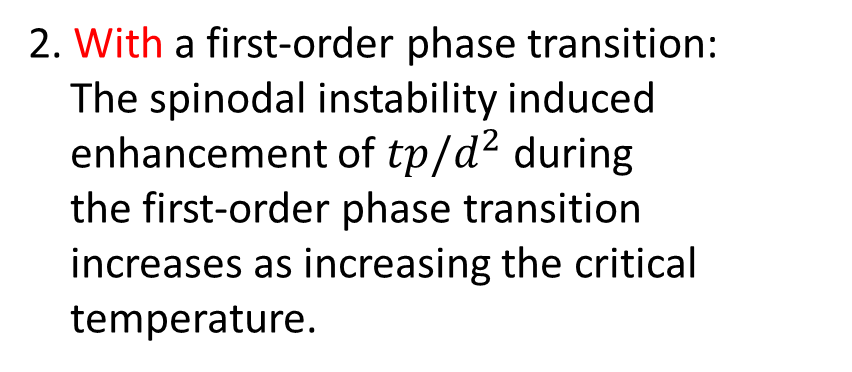 2. With a first-order phase transition:
The spinodal instability induced
enhancement of tp/d² during
the first-order phase transition
increases as increasing the critical
temperature.